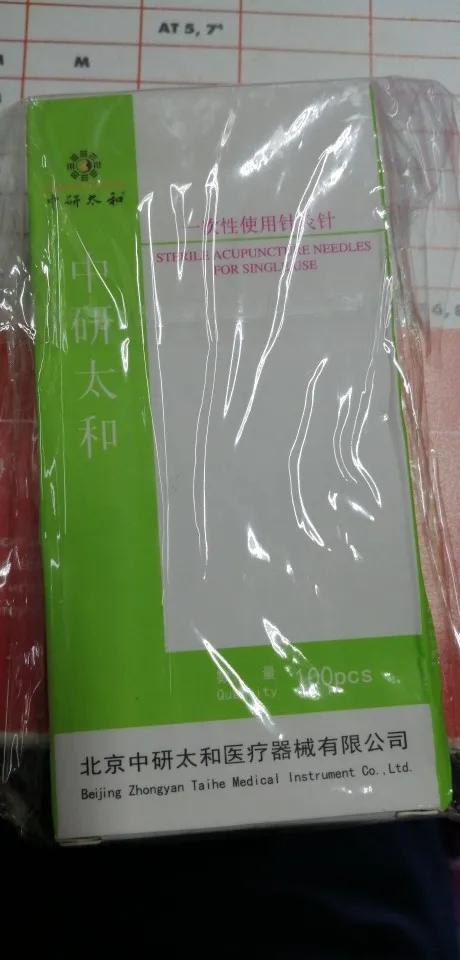 AT 5, 7
M
中研太和
一次性使用针灸针
STERILE ACUPUNCTURE NEEDLES
FOR SINGLE USE
中研太和
数 量 100pcs
Quantity
北京中研太和医疗器械有限公司
Beijing Zhongyan Taihe Medical Instrument Co.,Ltd.